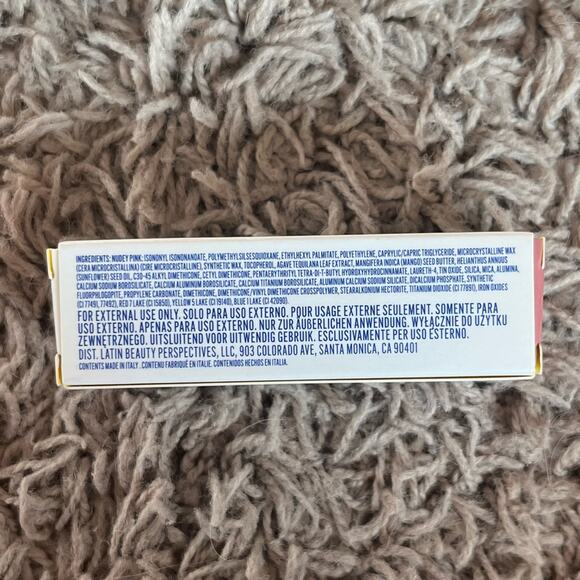 INGREDIENTS: NUDEY PINK: ISONONYL ISONONANOATE, POLYMETHYLSILSESQUIOXANE, ETHYLHEXYL PALMITATE, POLYETHYLENE, CAPRYLIC/CAPRIC TRIGLYCERIDE, MICROCRYSTALLINE WAX
(CERA MICROCRISTALLINA) (CIRE MICROCRISTALLINE), SYNTHETIC WAX, TOCOPHEROL, AGAVE TEQUILANA LEAF EXTRACT, MANGIFERA INDICA (MANGO) SEED BUTTER, HELIANTHUS ANNUUS
(SUNFLOWER) SEED OIL, C30-45 ALKYL DIMETHICONE, CETYL DIMETHICONE, PENTAERYTHRITYL TETRA-DI-T-BUTYL HYDROXYHYDROCINNAMATE, LAURETH-4, TIN OXIDE, SILICA, MICA, ALUMINA,
CALCIUM SODIUM BOROSILICATE, CALCIUM ALUMINUM BOROSILICATE, CALCIUM TITANIUM BOROSILICATE, ALUMINUM CALCIUM SODIUM SILICATE, DICALCIUM PHOSPHATE, SYNTHETIC
FLUORPHLOGOPITE, PROPYLENE CARBONATE, DIMETHICONE, DIMETHICONE/VINYL DIMETHICONE CROSSPOLYMER, STEARALKONIUM HECTORITE, TITANIUM DIOXIDE (CI 77891), IRON OXIDES
(CI 77491, 77492), RED 7 LAKE (CI 15850), YELLOW 5 LAKE (CI 19140), BLUE 1 LAKE (CI 42090).
FOR EXTERNAL USE ONLY. SOLO PARA USO EXTERNO. POUR USAGE EXTERNE SEULEMENT. SOMENTE PARA
USO EXTERNO. APENAS PARA USO EXTERNO. NUR ZUR ÄUBERLICHEN ANWENDUNG. WYŁĄCZNIE DO UŻYTKU
ZEWNĘTRZNEGO. UITSLUITEND VOOR UITWENDIG GEBRUIK. ESCLUSIVAMENTE PER USO ESTERNO.
DIST. LATIN BEAUTY PERSPECTIVES, LLC, 903 COLORADO AVE, SANTA MONICA, CA 90401
CONTENTS MADE IN ITALY . CONTENU FABRIQUÉ EN ITALIE. CONTENIDOS HECHOS EN ITALIA.